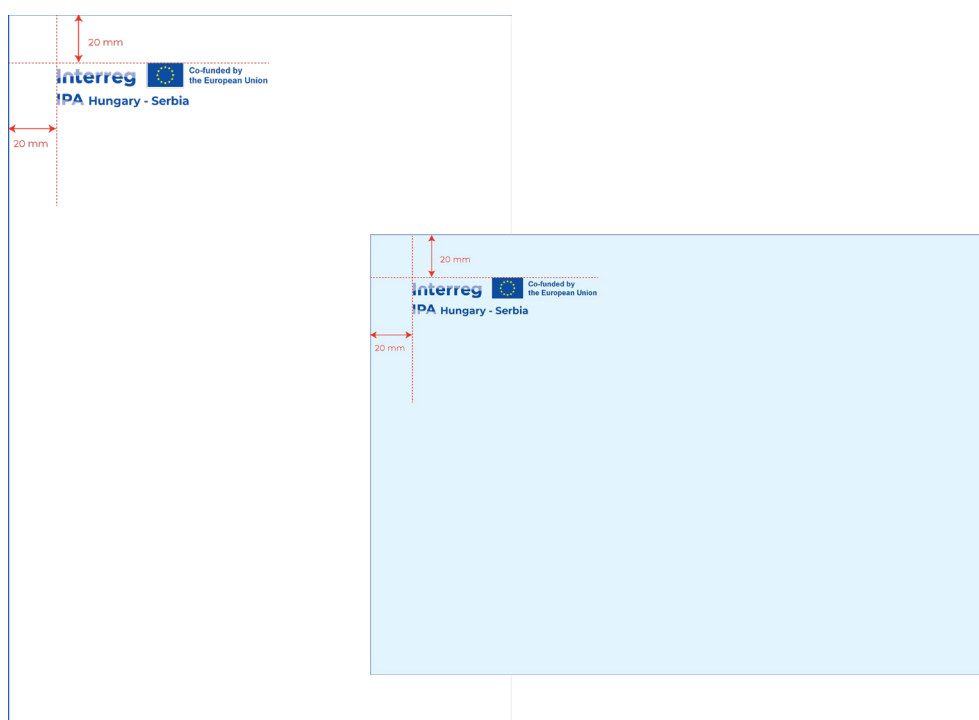 20 mm
Interreg
Co-funded by
the European Union
IPA Hungary - Serbia
20 mm
20 mm
Interreg
Co-funded by
the European Union
IPA Hungary - Serbia
20 mm